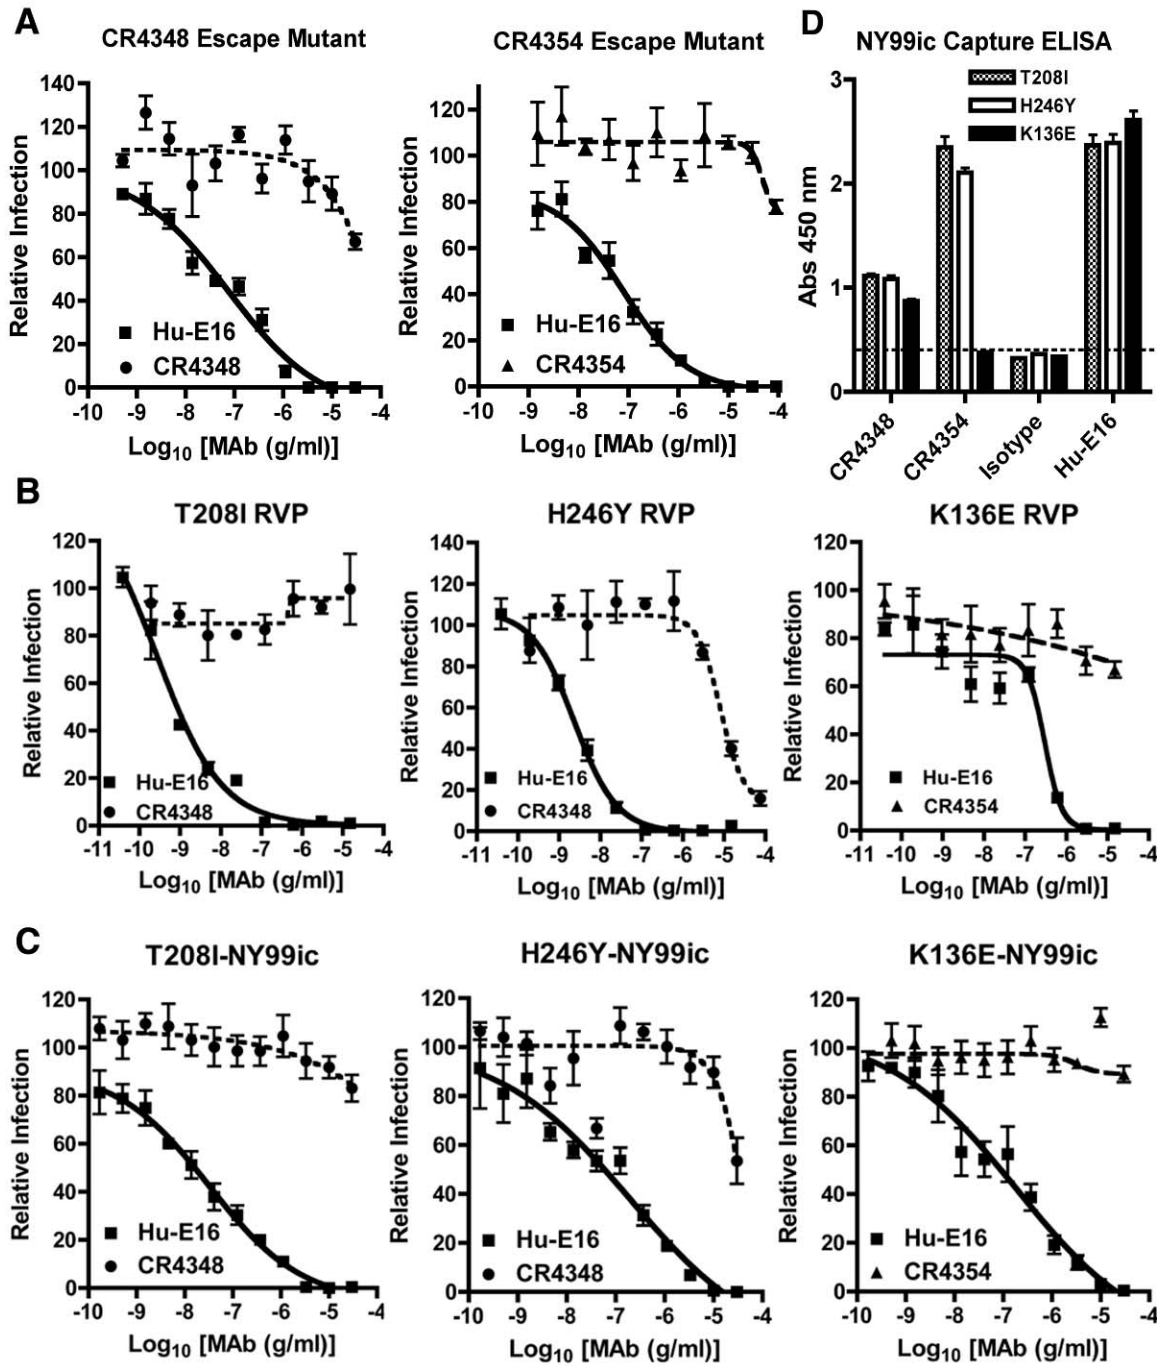 A
CR4348 Escape Mutant
Relative Infection
140
120
100
80
60
40
20
0
Hu-E16
CR4348
-10 -9 -8 -7 -6 -5 -4
Log10 [MAb (g/ml)]
CR4354 Escape Mutant
Relative Infection
120
100
80
60
40
20
0
Hu-E16
CR4354
-10 -9 -8 -7 -6 -5 -4
Log10 [MAb (g/ml)]
D
NY99ic Capture ELISA
T208I
H246Y
K136E
Abs 450 nm
3
2
1
0
CR4348
CR4354
Isotype
Hu-E16
B
T208I RVP
Relative Infection
120
100
80
60
40
20
0
Hu-E16
CR4348
-11 -10 -9 -8 -7 -6 -5 -4
Log10 [MAb (g/ml)]
H246Y RVP
Relative Infection
140
120
100
80
60
40
20
0
Hu-E16
CR4348
-11 -10 -9 -8 -7 -6 -5 -4
Log10 [MAb (g/ml)]
K136E RVP
Relative Infection
120
100
80
60
40
20
0
Hu-E16
CR4354
-11 -10 -9 -8 -7 -6 -5 -4
Log10 [MAb (g/ml)]
C
T208I-NY99ic
Relative Infection
120
100
80
60
40
20
0
Hu-E16
CR4348
-10 -9 -8 -7 -6 -5 -4
Log10 [MAb (g/ml)]
H246Y-NY99ic
Relative Infection
120
100
80
60
40
20
0
Hu-E16
CR4348
-10 -9 -8 -7 -6 -5 -4
Log10 [MAb (g/ml)]
K136E-NY99ic
Relative Infection
120
100
80
60
40
20
0
Hu-E16
CR4354
-10 -9 -8 -7 -6 -5 -4
Log10 [MAb (g/ml)]